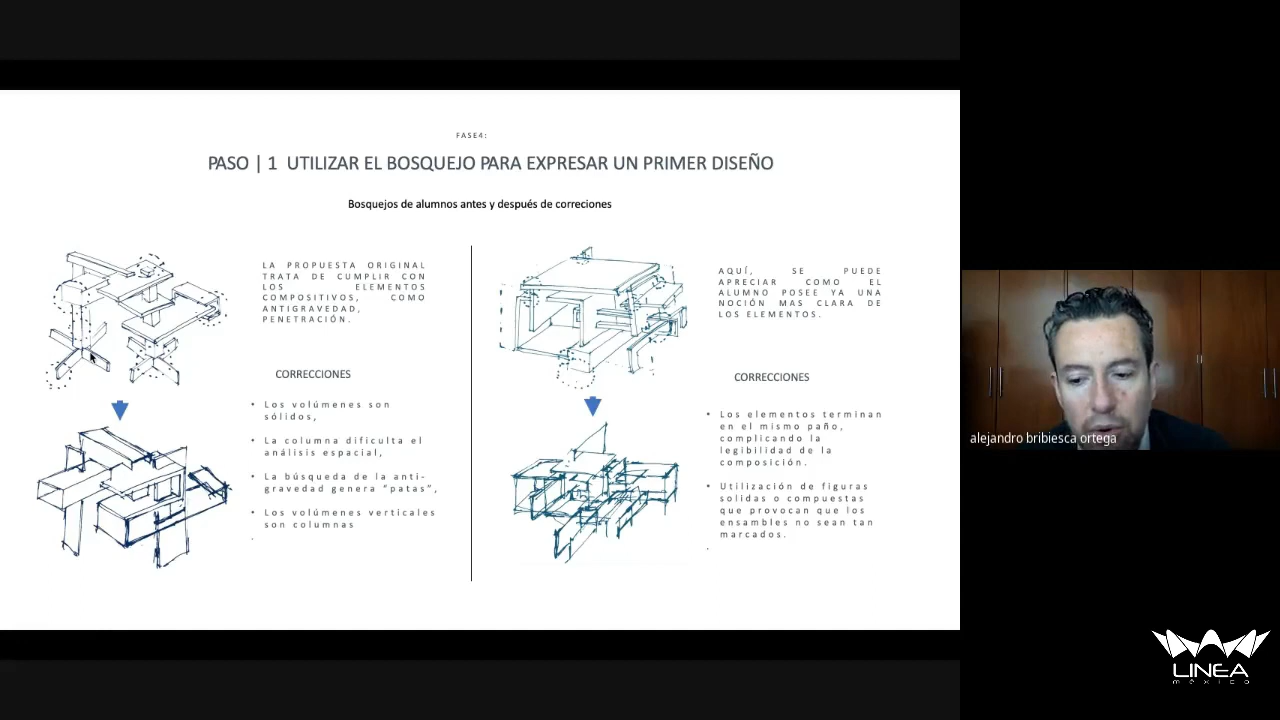 FASE4:
PASO | 1 UTILIZAR EL BOSQUEJO PARA EXPRESAR UN PRIMER DISEÑO
Bosquejos de alumnos antes y después de correciones
LA PROPUESTA ORIGINAL
TRATA DE CUMPLIR CON
LOS ELEMENTOS
COMPOSITIVOS, COMO
ANTIGRAVEDAD,
PENETRACIÓN.
CORRECCIONES
• Los volúmenes son
sólidos,
• La columna dificulta el
análisis espacial,
• La búsqueda de la anti-
gravedad genera “patas”,
• Los volúmenes verticales
son columnas
.
AQUÍ, SE PUEDE
APRECIAR COMO EL
ALUMNO POSEE YA UNA
NOCIÓN MAS CLARA DE
LOS ELEMENTOS.
CORRECCIONES
• Los elementos terminan
en el mismo paño,
complicando la
legibilidad de la
composición.
• Utilización de figuras
solidas o compuestas
que provocan que los
ensambles no sean tan
marcados.
.
alejandro bribiesca ortega
LINEA
méxico